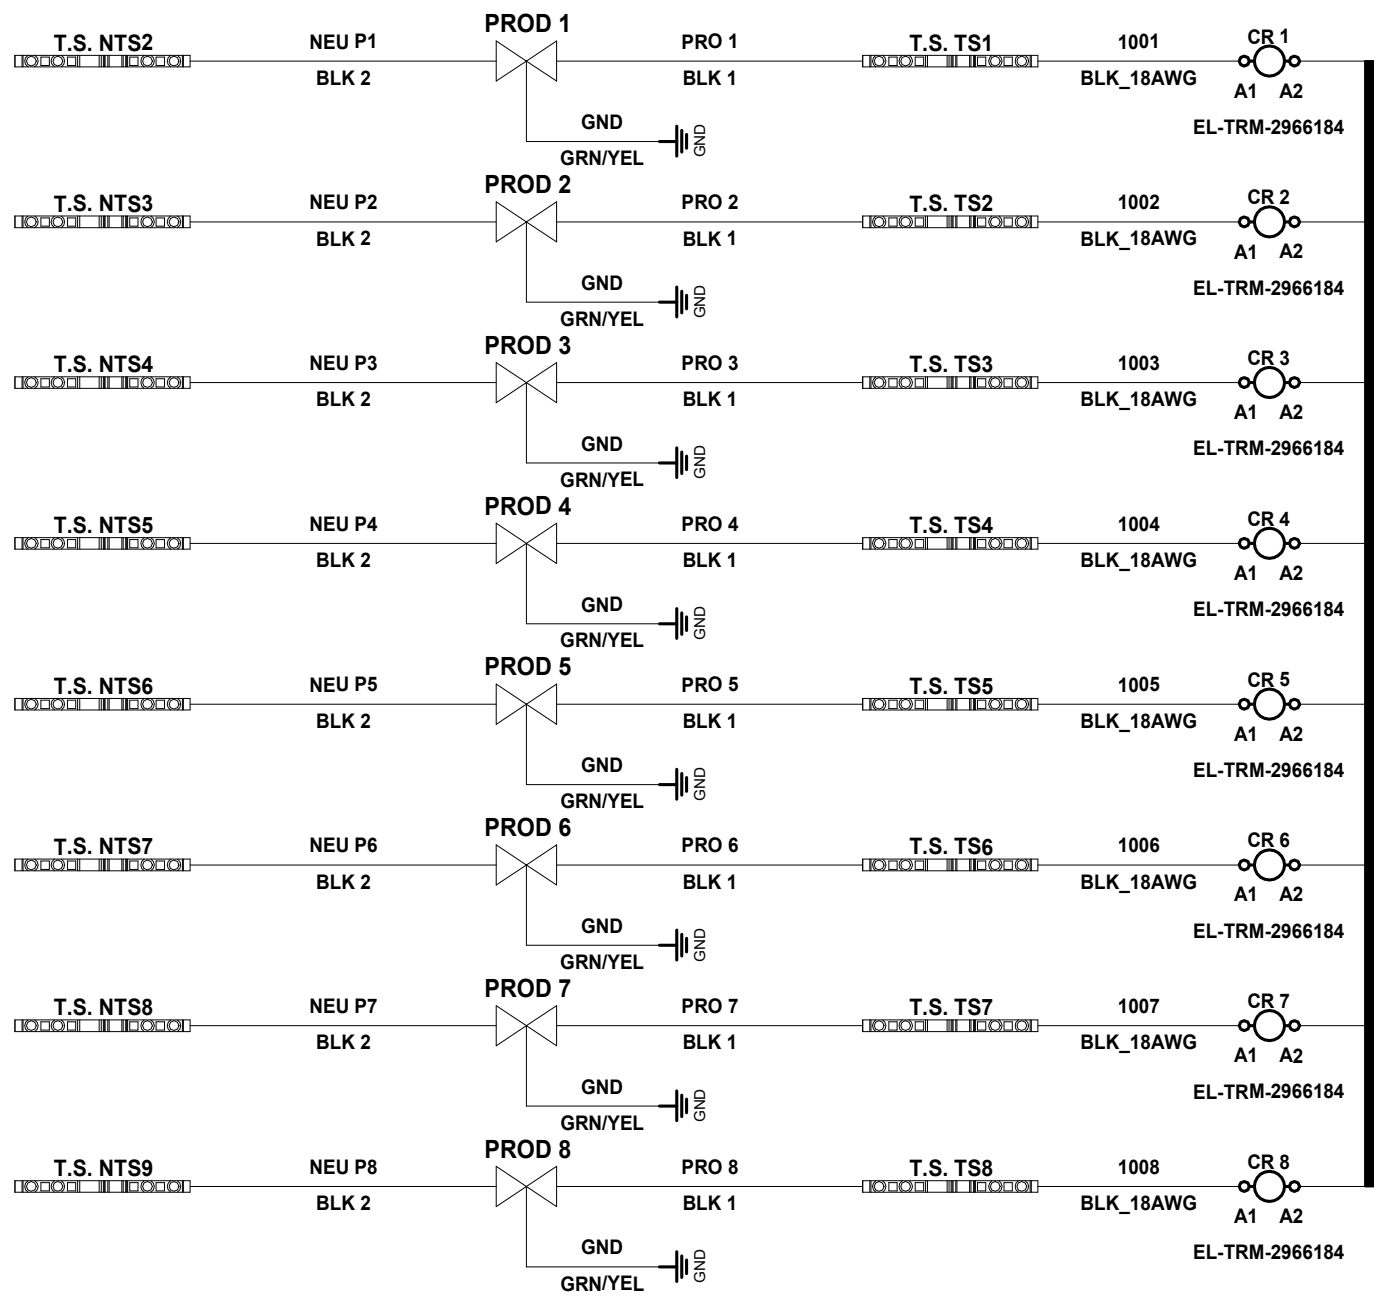 PROD 1
T.S. NTS2 NEU P1 PRO 1 T.S. TS1 1001 CR 1
BLK 2 BLK 1 BLK_18AWG A1 A2
GND EL-TRM-2966184
GRN/YEL GND
PROD 2
T.S. NTS3 NEU P2 PRO 2 T.S. TS2 1002 CR 2
BLK 2 BLK 1 BLK_18AWG A1 A2
GND EL-TRM-2966184
GRN/YEL GND
PROD 3
T.S. NTS4 NEU P3 PRO 3 T.S. TS3 1003 CR 3
BLK 2 BLK 1 BLK_18AWG A1 A2
GND EL-TRM-2966184
GRN/YEL GND
PROD 4
T.S. NTS5 NEU P4 PRO 4 T.S. TS4 1004 CR 4
BLK 2 BLK 1 BLK_18AWG A1 A2
GND EL-TRM-2966184
GRN/YEL GND
PROD 5
T.S. NTS6 NEU P5 PRO 5 T.S. TS5 1005 CR 5
BLK 2 BLK 1 BLK_18AWG A1 A2
GND EL-TRM-2966184
GRN/YEL GND
PROD 6
T.S. NTS7 NEU P6 PRO 6 T.S. TS6 1006 CR 6
BLK 2 BLK 1 BLK_18AWG A1 A2
GND EL-TRM-2966184
GRN/YEL GND
PROD 7
T.S. NTS8 NEU P7 PRO 7 T.S. TS7 1007 CR 7
BLK 2 BLK 1 BLK_18AWG A1 A2
GND EL-TRM-2966184
GRN/YEL GND
PROD 8
T.S. NTS9 NEU P8 PRO 8 T.S. TS8 1008 CR 8
BLK 2 BLK 1 BLK_18AWG A1 A2
GND EL-TRM-2966184
GRN/YEL GND